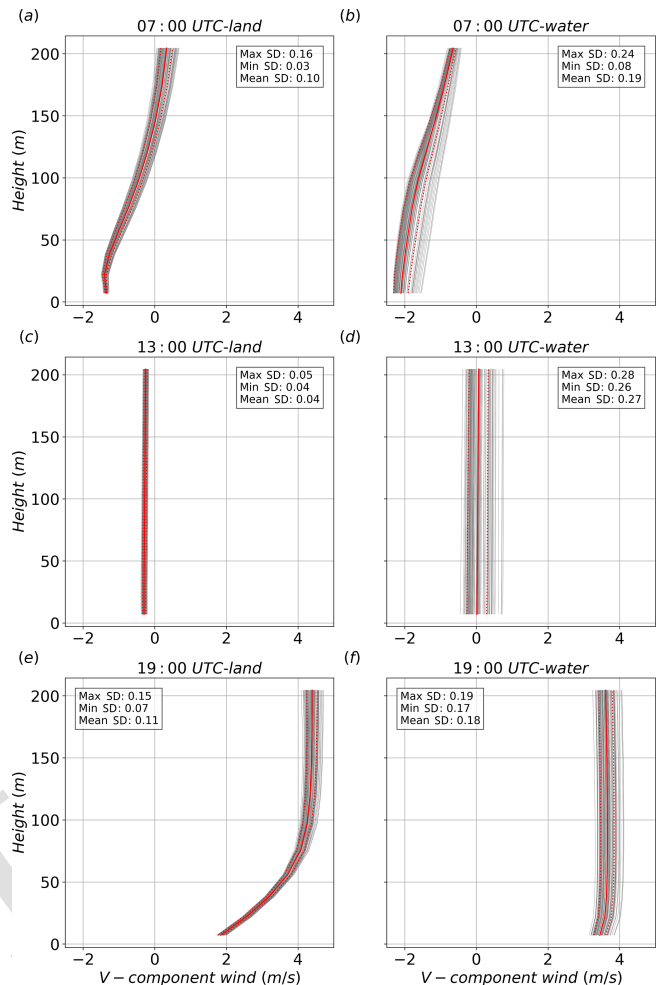 (a)
07 : 00 UTC-land
(b)
07 : 00 UTC-water
Max SD: 0.16
Min SD: 0.03
Mean SD: 0.10
Max SD: 0.24
Min SD: 0.08
Mean SD: 0.19
200
150
100
50
0
Height (m)
−2
0
2
4
−2
0
2
4
(c)
13 : 00 UTC-land
(d)
13 : 00 UTC-water
Max SD: 0.05
Min SD: 0.04
Mean SD: 0.04
Max SD: 0.28
Min SD: 0.26
Mean SD: 0.27
200
150
100
50
0
Height (m)
−2
0
2
4
−2
0
2
4
(e)
19 : 00 UTC-land
(f)
19 : 00 UTC-water
Max SD: 0.15
Min SD: 0.07
Mean SD: 0.11
Max SD: 0.19
Min SD: 0.17
Mean SD: 0.18
200
150
100
50
0
Height (m)
−2
0
2
4
V − component wind (m/s)
−2
0
2
4
V − component wind (m/s)